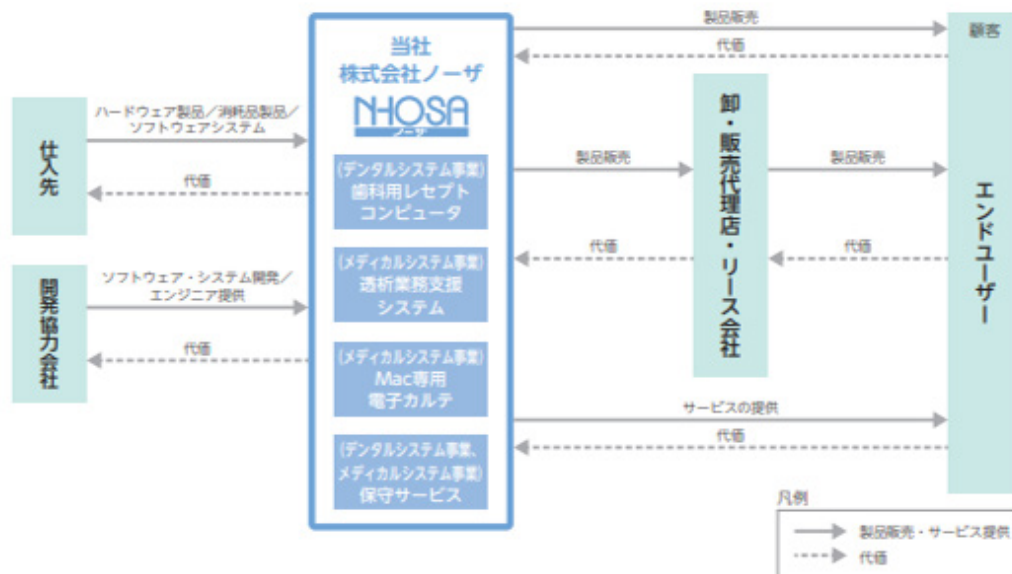 製品販売
顧客
代価
当社
株式会社ノーザ
NHOSA
ノーザ
ハードウェア製品／消耗品製品／
ソフトウェアシステム
仕入先
代価
(デンタルシステム事業)
歯科用レセプト
コンピュータ
製品販売
卸・販売代理店・リース会社
製品販売
代価
代価
エンドユーザー
(メディカルシステム事業)
透析業務支援
システム
ソフトウェア・システム開発／
エンジニア提供
開発協力会社
代価
(メディカルシステム事業)
Mac専用
電子カルテ
サービスの提供
代価
(デンタルシステム事業、
メディカルシステム事業)
保守サービス
凡例
製品販売・サービス提供
代価